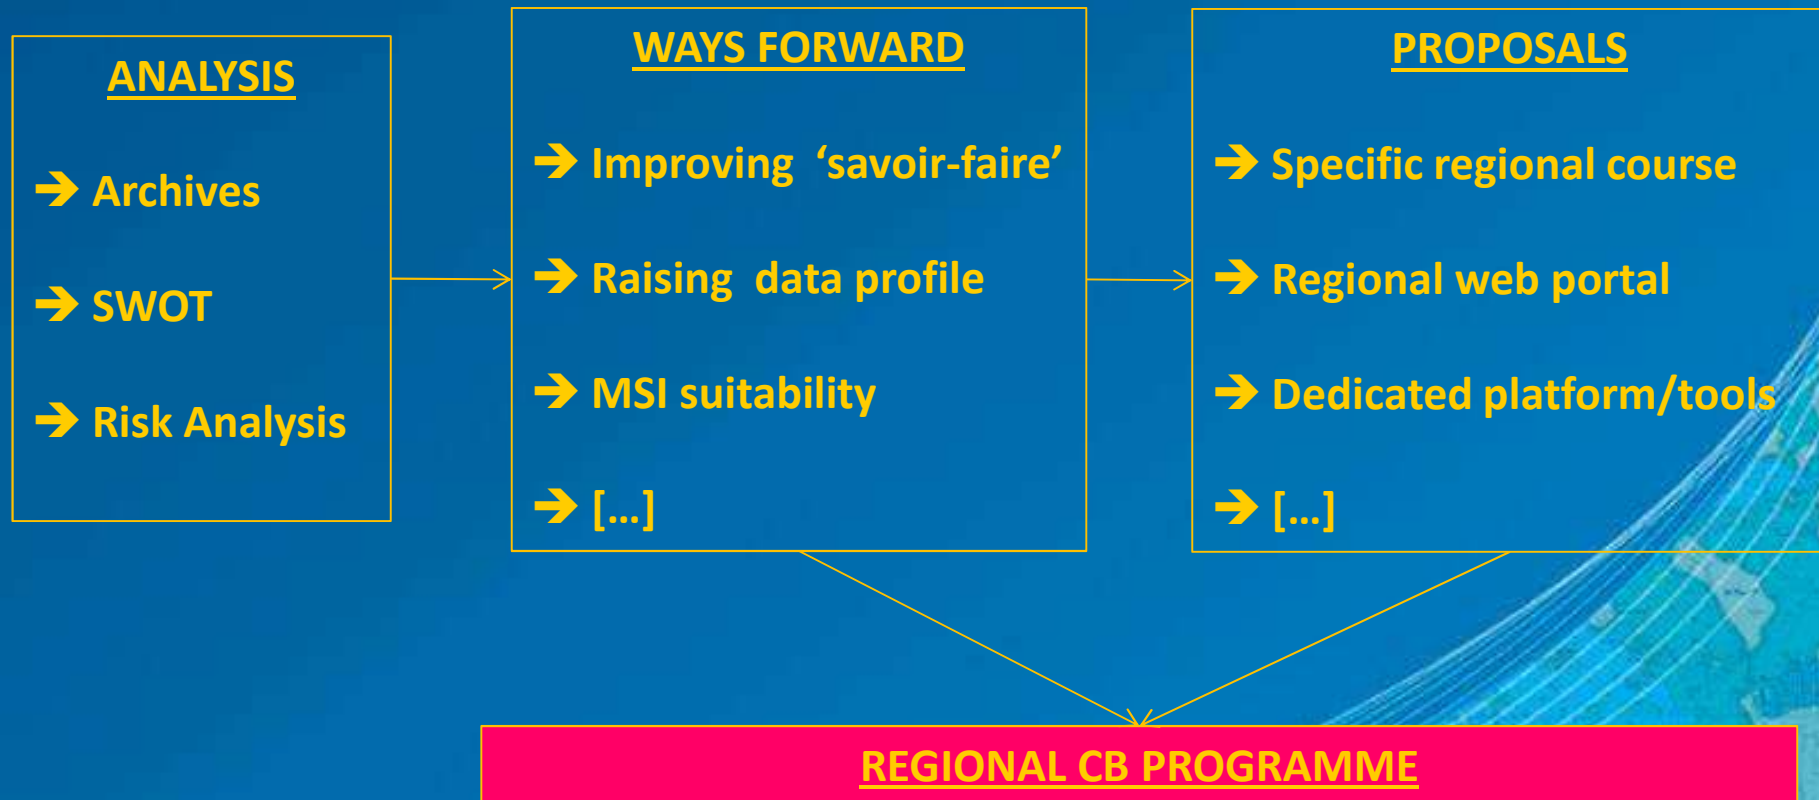 ANALYSIS
➔ Archives
➔ SWOT
➔ Risk Analysis
WAYS FORWARD
➔ Improving ‘savoir-faire’
➔ Raising data profile
➔ MSI suitability
➔ […]
PROPOSALS
➔ Specific regional course
➔ Regional web portal
➔ Dedicated platform/tools
➔ […]
REGIONAL CB PROGRAMME